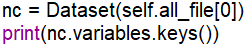 nc = Dataset(self.all_file[0])
print(nc.variables.keys())